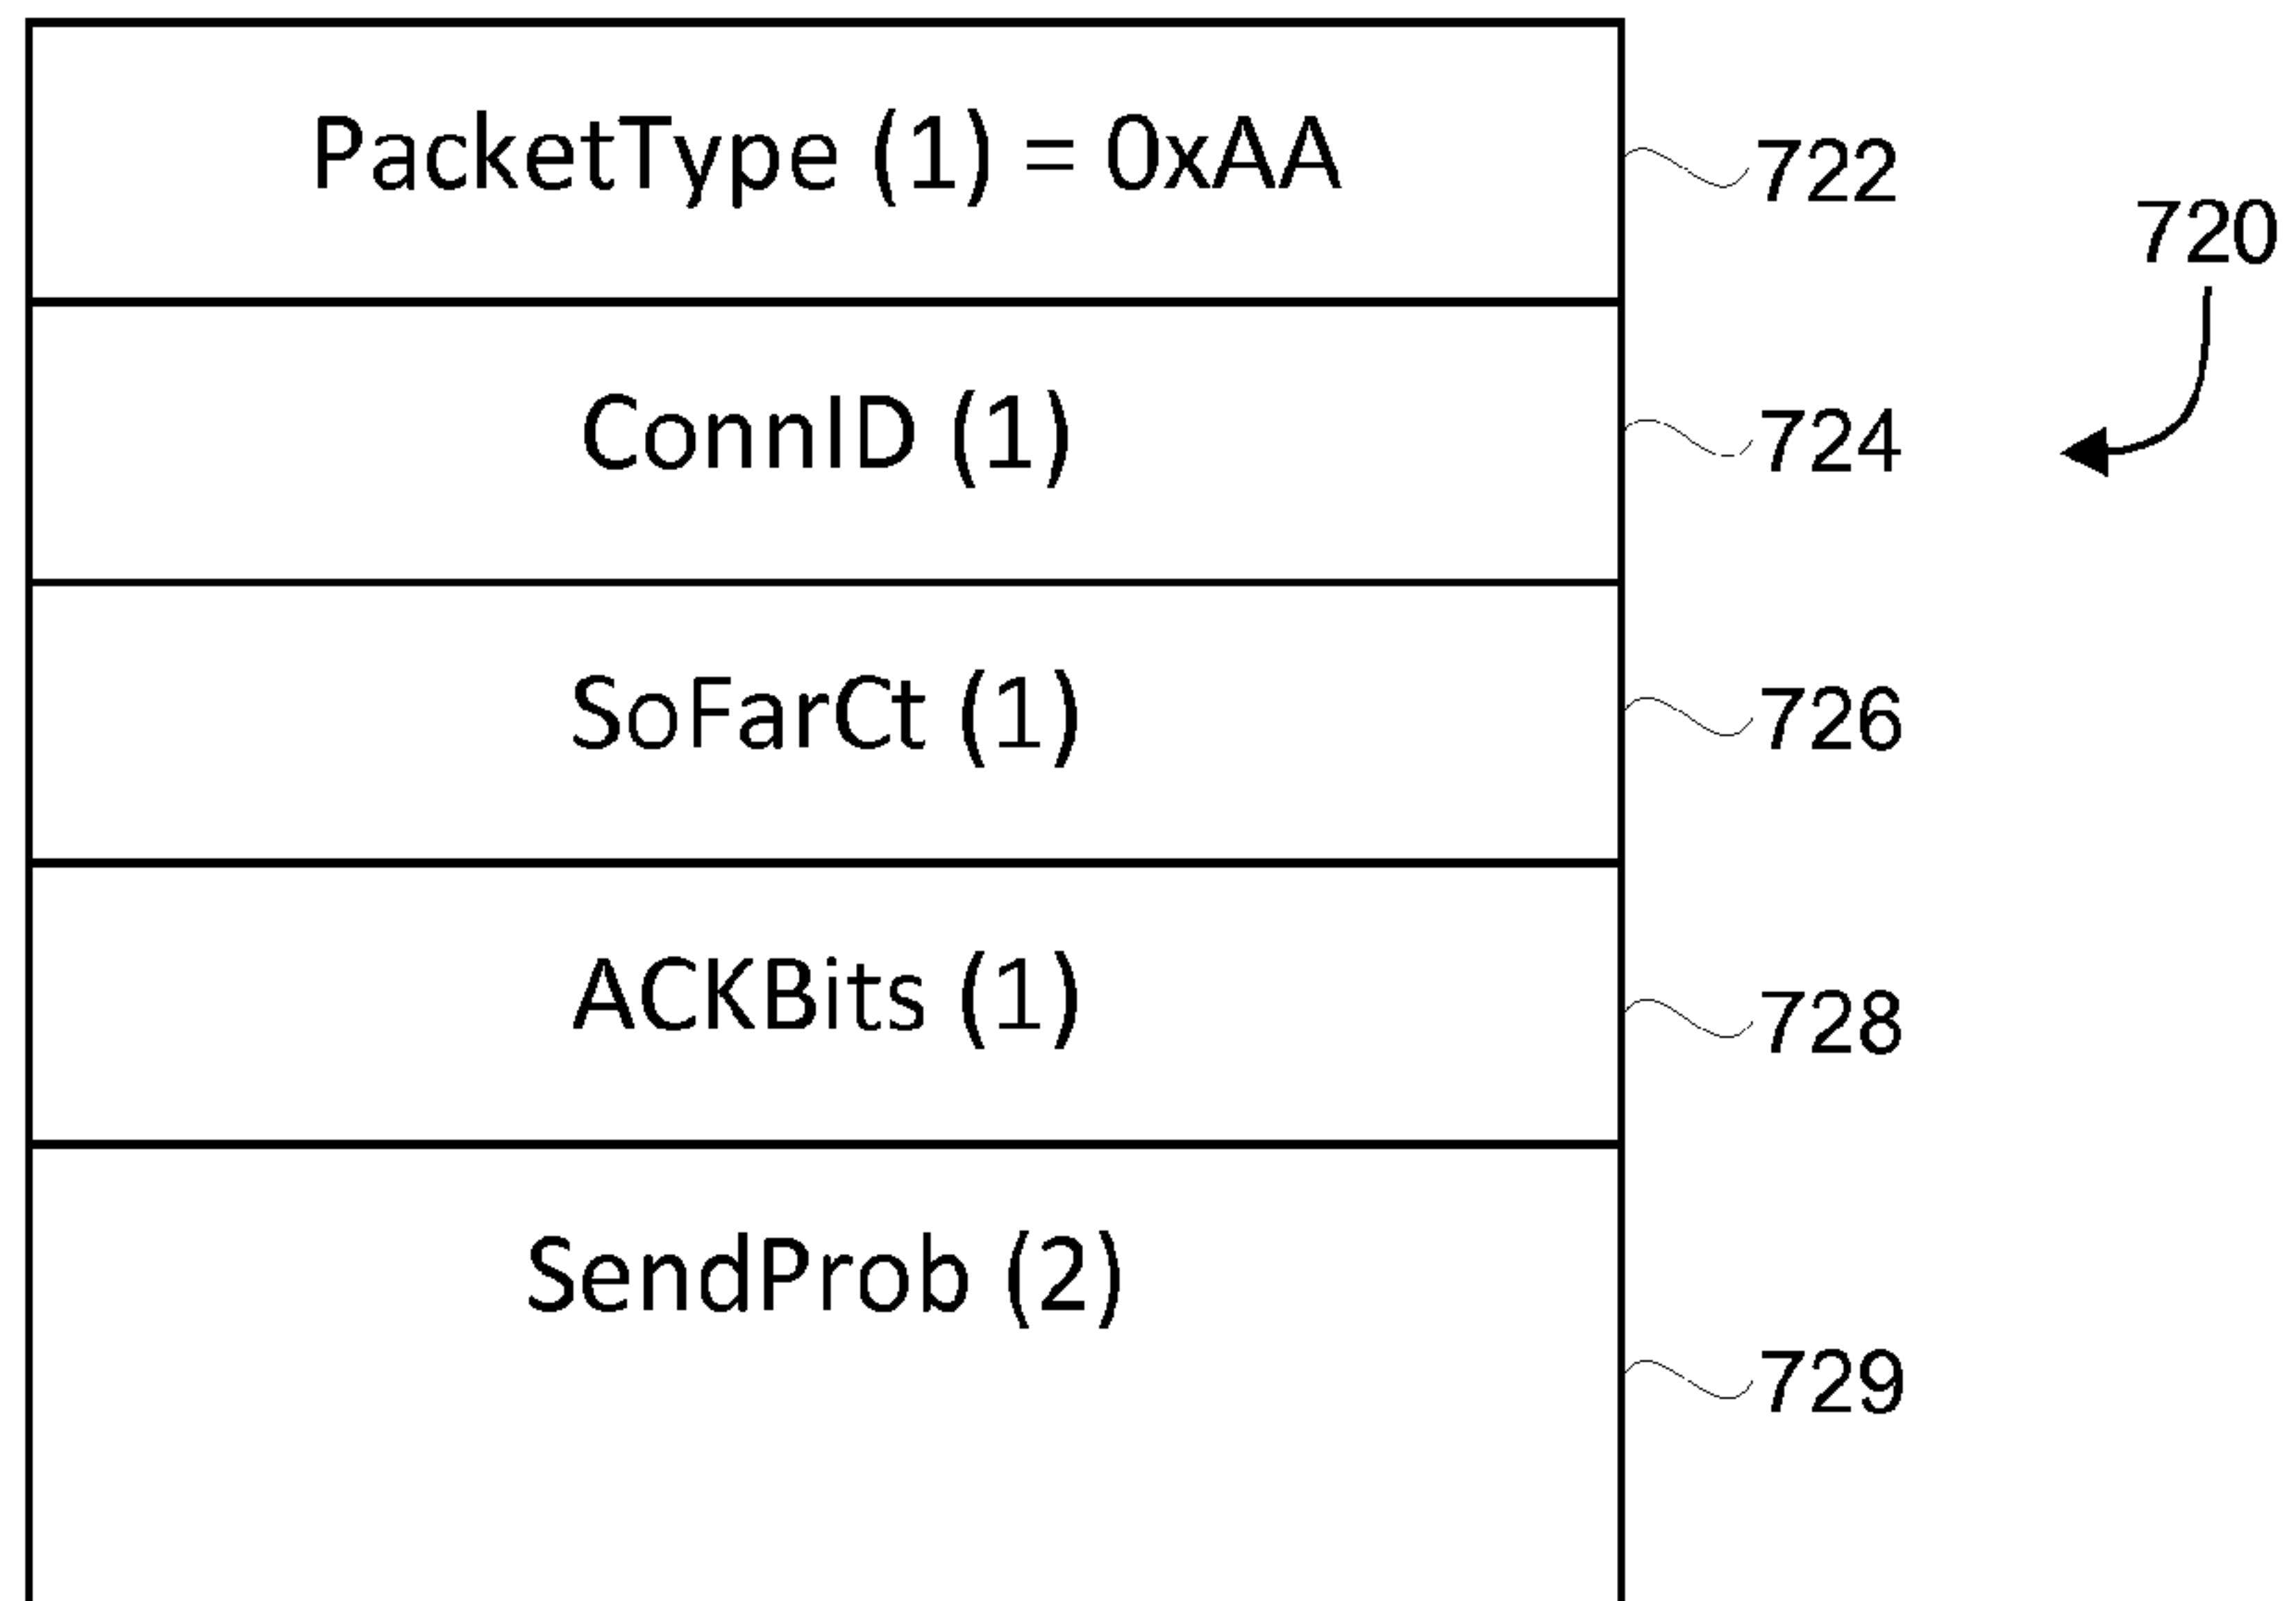 PacketType (1) = 0xAA
722
720
ConnID (1)
724
SoFarCt (1)
726
ACKBits (1)
728
SendProb (2)
729